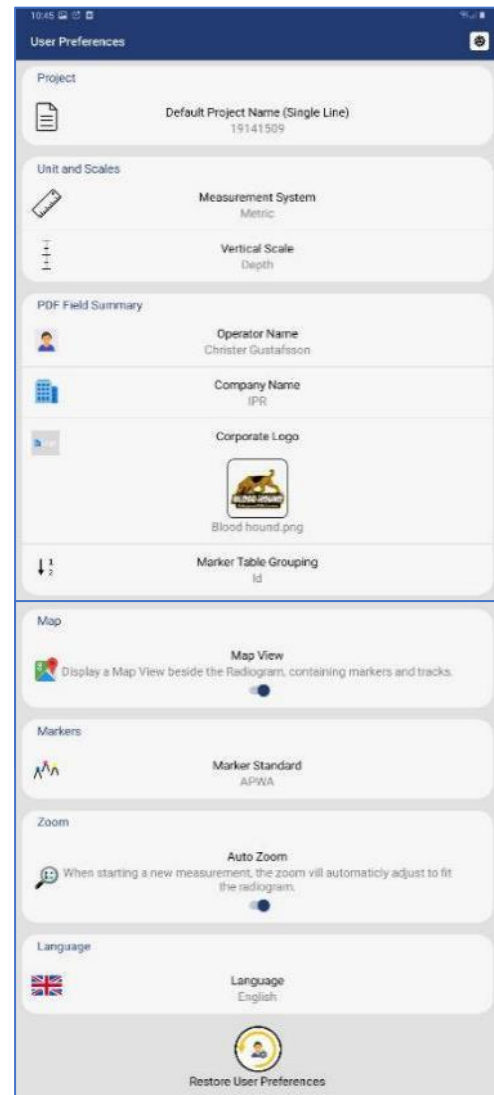 10:45
User Preferences
Project
Default Project Name (Single Line)
19141509
Unit and Scales
Measurement System
Metric
Vertical Scale
Depth
PDF Field Summary
Operator Name
Christer Gustafsson
Company Name
IPR
Corporate Logo
BLOOD HOUND
Blood hound.png
1
2
Marker Table Grouping
Id
Map
Map View
Display a Map View beside the Radiogram, containing markers and tracks.
Markers
Marker Standard
APWA
Zoom
Auto Zoom
When starting a new measurement, the zoom vill automaticly adjust to fit
the radiogram.
Language
Language
English
Restore User Preferences